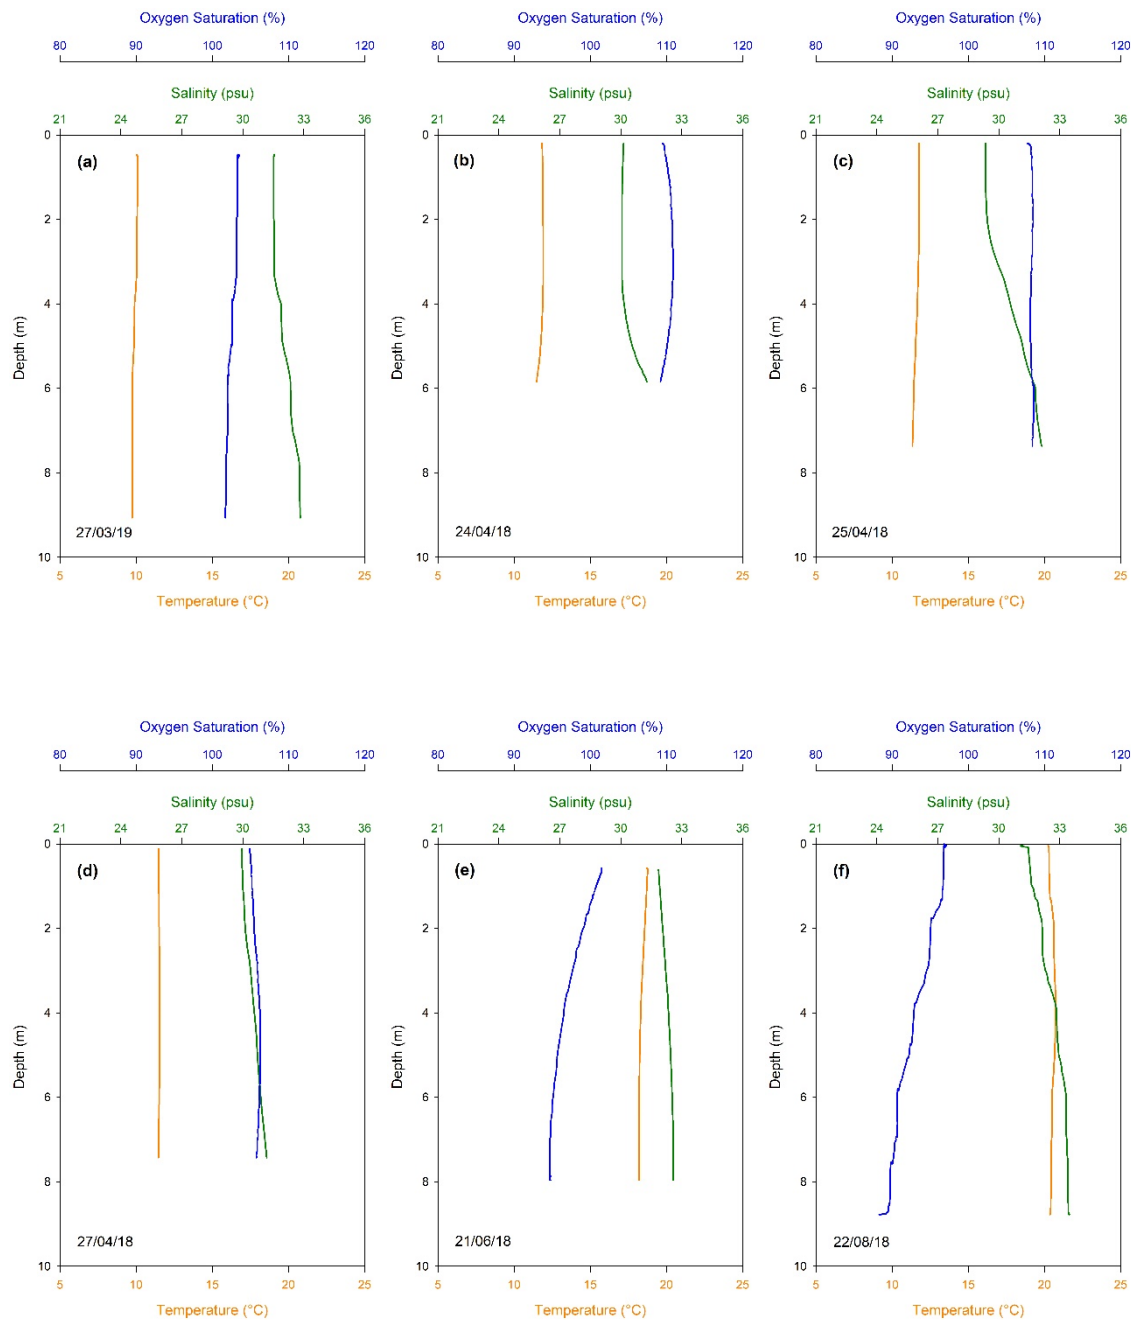 Oxygen Saturation (%) Oxygen Saturation (%) Oxygen Saturation (%)
80 90 100 110 120 80 90 100 110 120 80 90 100 110 120
Salinity (psu) Salinity (psu) Salinity (psu)
21 24 27 30 33 36 21 24 27 30 33 36 21 24 27 30 33 36
0 0 0
(a) (b) (c)
2 2 2
4 4 4
Depth (m) Depth (m) Depth (m)
6 6 6
8 8 8
27/03/19 24/04/18 25/04/18
10 10 10
5 10 15 20 25 5 10 15 20 25 5 10 15 20 25
Temperature (°C) Temperature (°C) Temperature (°C)
Oxygen Saturation (%) Oxygen Saturation (%) Oxygen Saturation (%)
80 90 100 110 120 80 90 100 110 120 80 90 100 110 120
Salinity (psu) Salinity (psu) Salinity (psu)
21 24 27 30 33 36 21 24 27 30 33 36 21 24 27 30 33 36
0 0 0
(d) (e) (f)
2 2 2
4 4 4
Depth (m) Depth (m) Depth (m)
6 6 6
8 8 8
27/04/18 21/06/18 22/08/18
10 10 10
5 10 15 20 25 5 10 15 20 25 5 10 15 20 25
Temperature (°C) Temperature (°C) Temperature (°C)